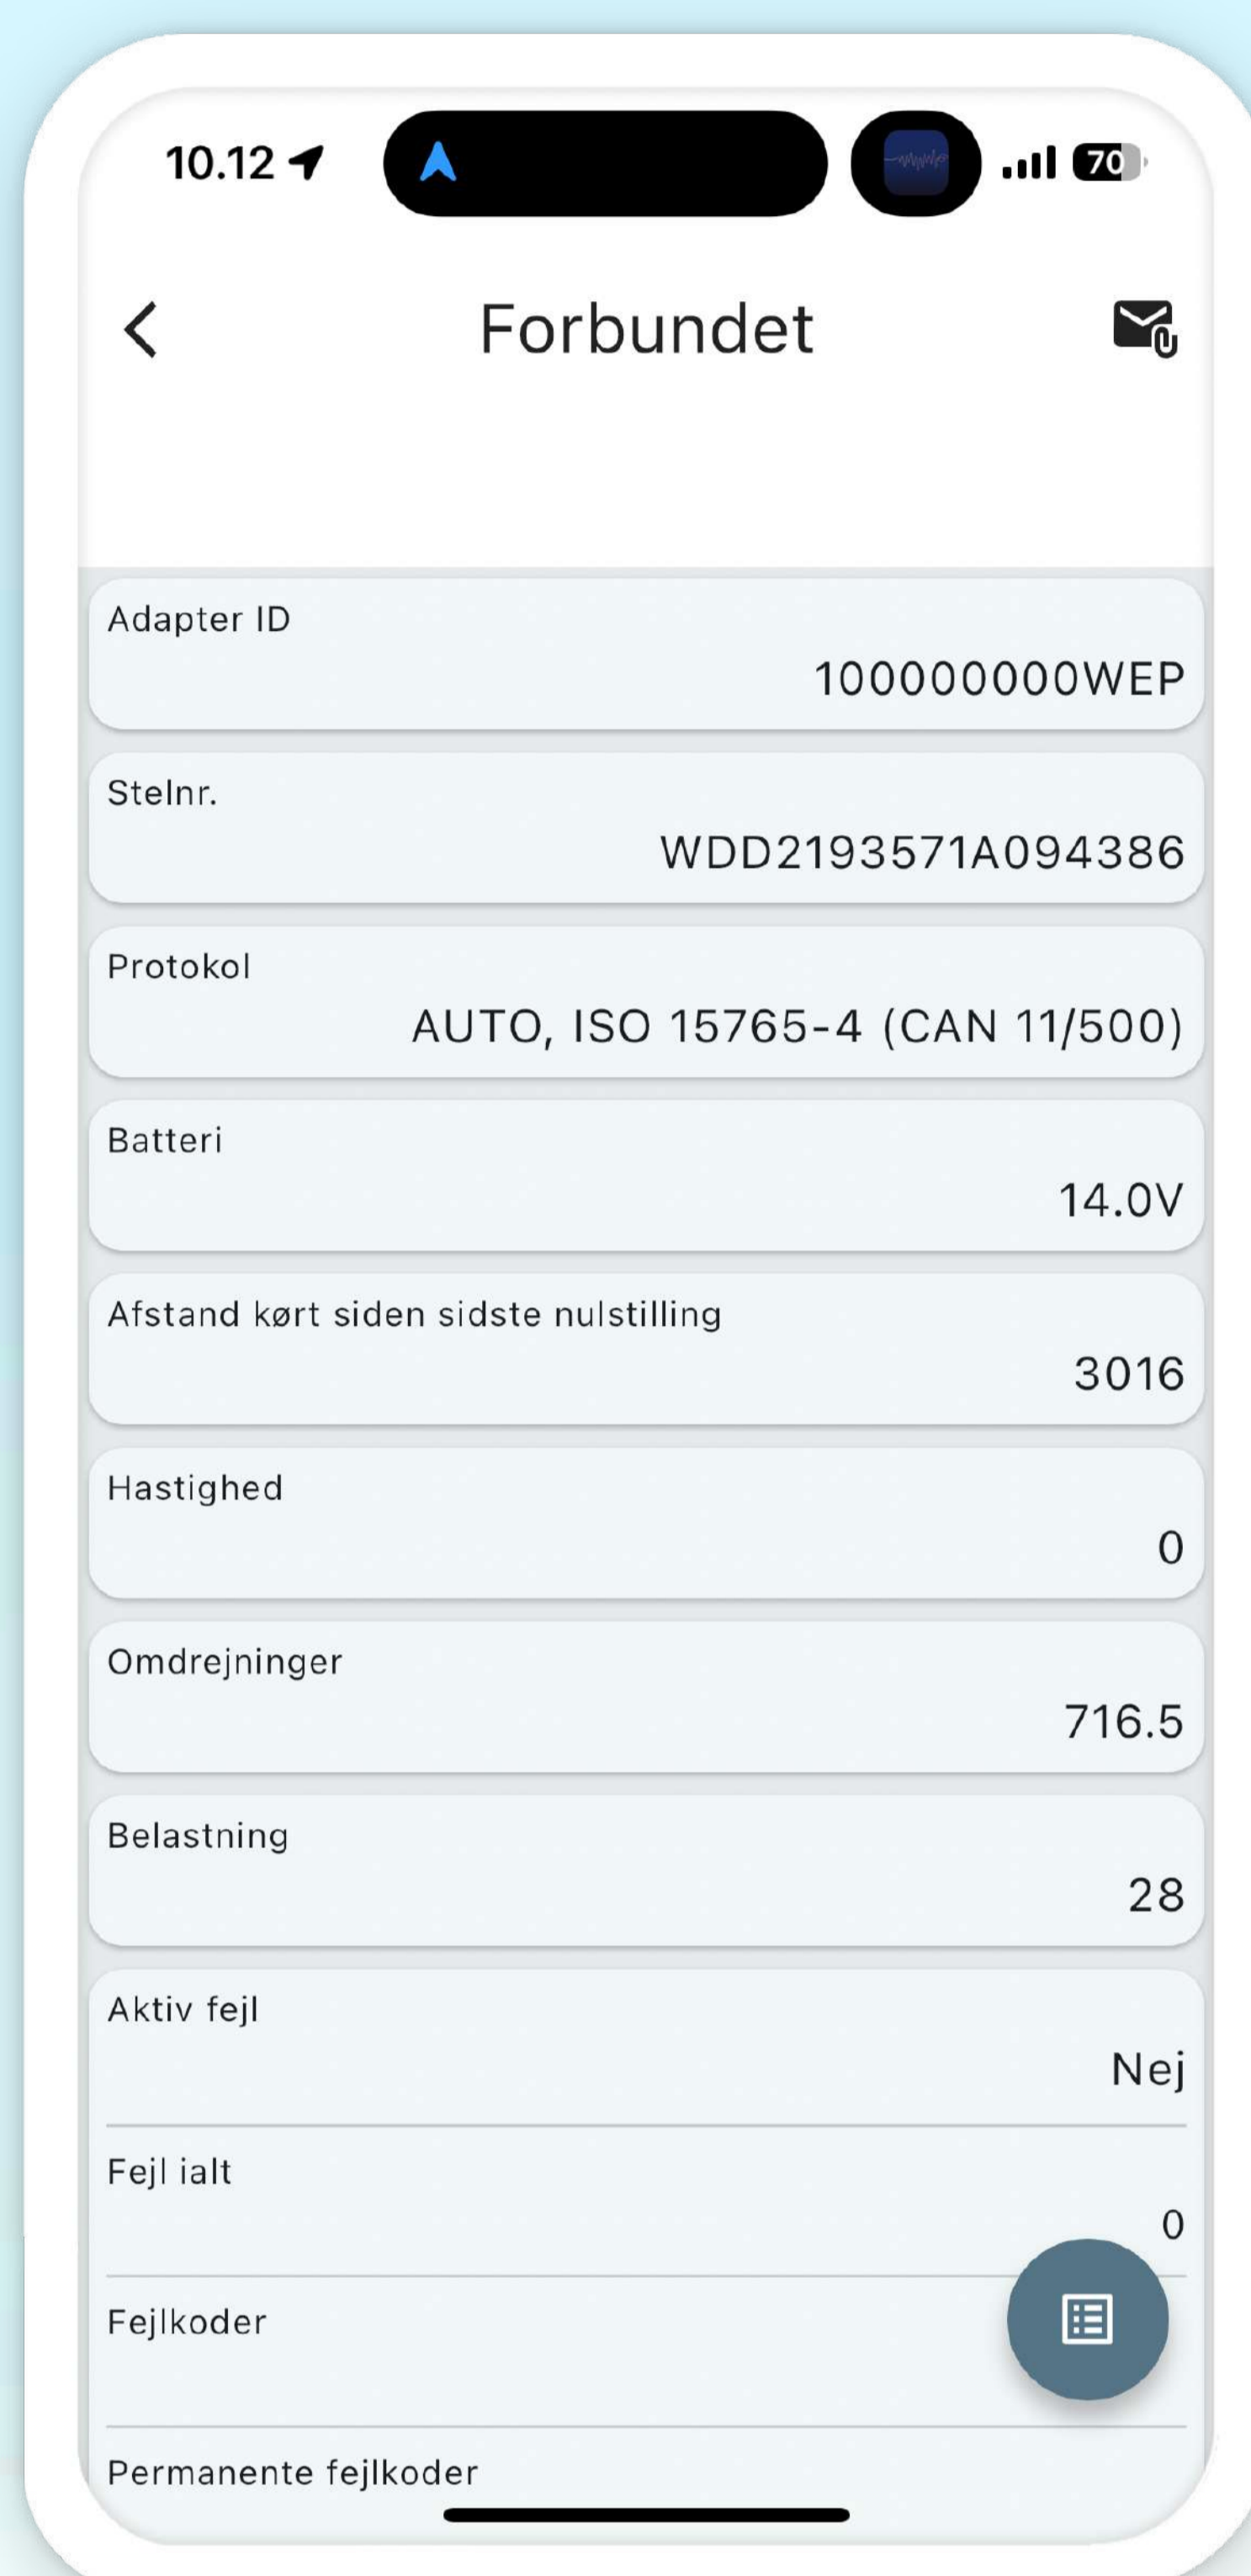 10.12
70
Forbundet
Adapter ID
100000000WEP
Stelnr.
WDD2193571A094386
Protokol
AUTO, ISO 15765-4 (CAN 11/500)
Batteri
14.0V
Afstand kørt siden sidste nulstilling
3016
Hastighed
0
Omdrejninger
716.5
Belastning
28
Aktiv fejl
Nej
Fejl ialt
0
Fejlkoder
Permanente fejlkoder